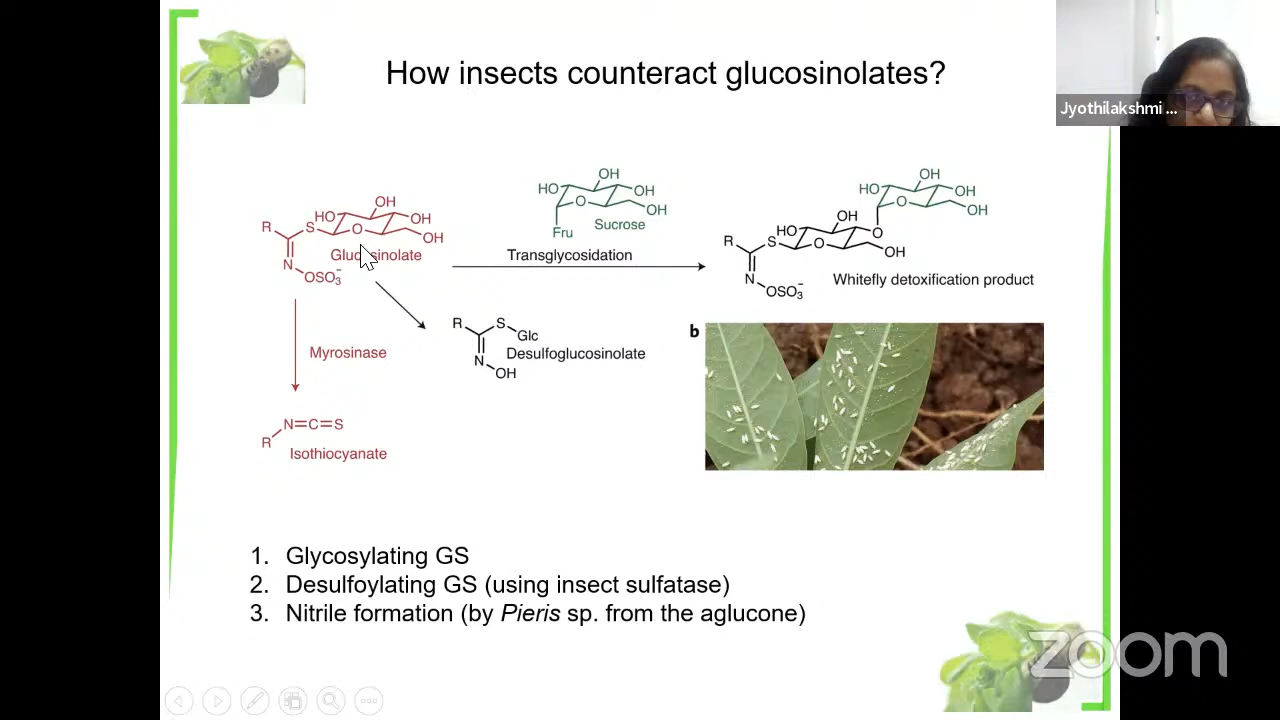 How insects counteract glucosinolates?
Jyothilakshmi ...
OH
HO
OH
OH
R
S
O
OH
Glucosinolate
N
OSO3-
OH
HO
OH
O
OH
Fru
Sucrose
Transglycosidation
OH
HO
OH
O
OH
OH
HO
O
R
S
O
OH
N
OSO3-
Whitefly detoxification product
Myrosinase
R
S
Glc
N
OH
Desulfoglucosinolate
N=C=S
R
Isothiocyanate
b
1. Glycosylating GS
2. Desulfoylating GS (using insect sulfatase)
3. Nitrile formation (by Pieris sp. from the aglucone)
zoom